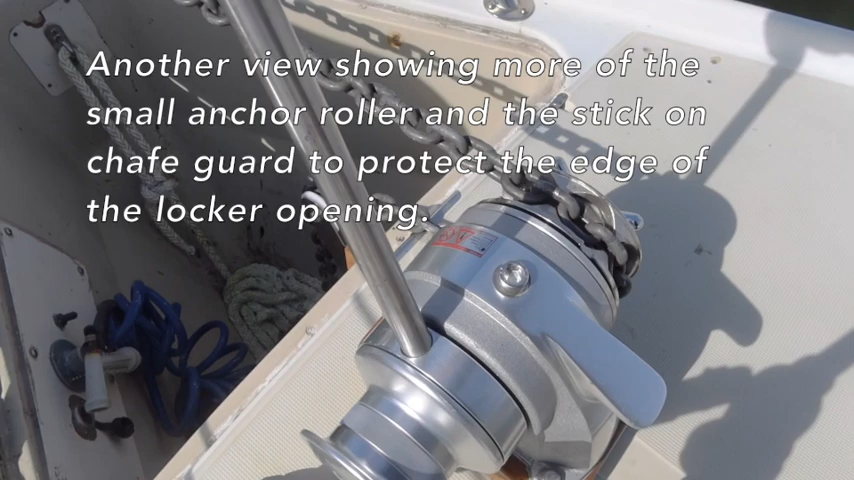 Another view showing more of the
small anchor roller and the stick on
chafe guard to protect the edge of
the locker opening.